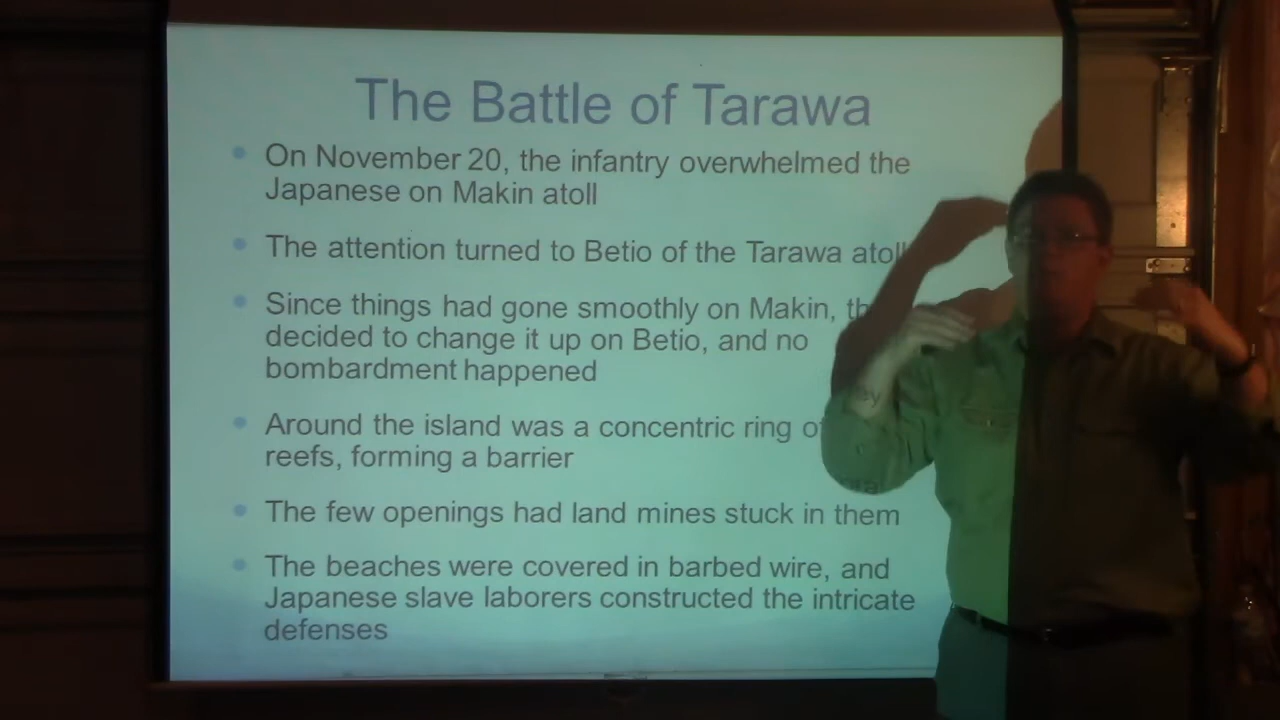 The Battle of Tarawa
On November 20, the infantry overwhelmed the
Japanese on Makin atoll
The attention turned to Betio of the Tarawa atoll
Since things had gone smoothly on Makin,
decided to change it up on Betio, and no
bombardment happened
Around the island was a concentric ring of
reefs, forming a barrier
The few openings had land mines stuck in them
The beaches were covered in barbed wire, and
Japanese slave laborers constructed the intricate
defenses